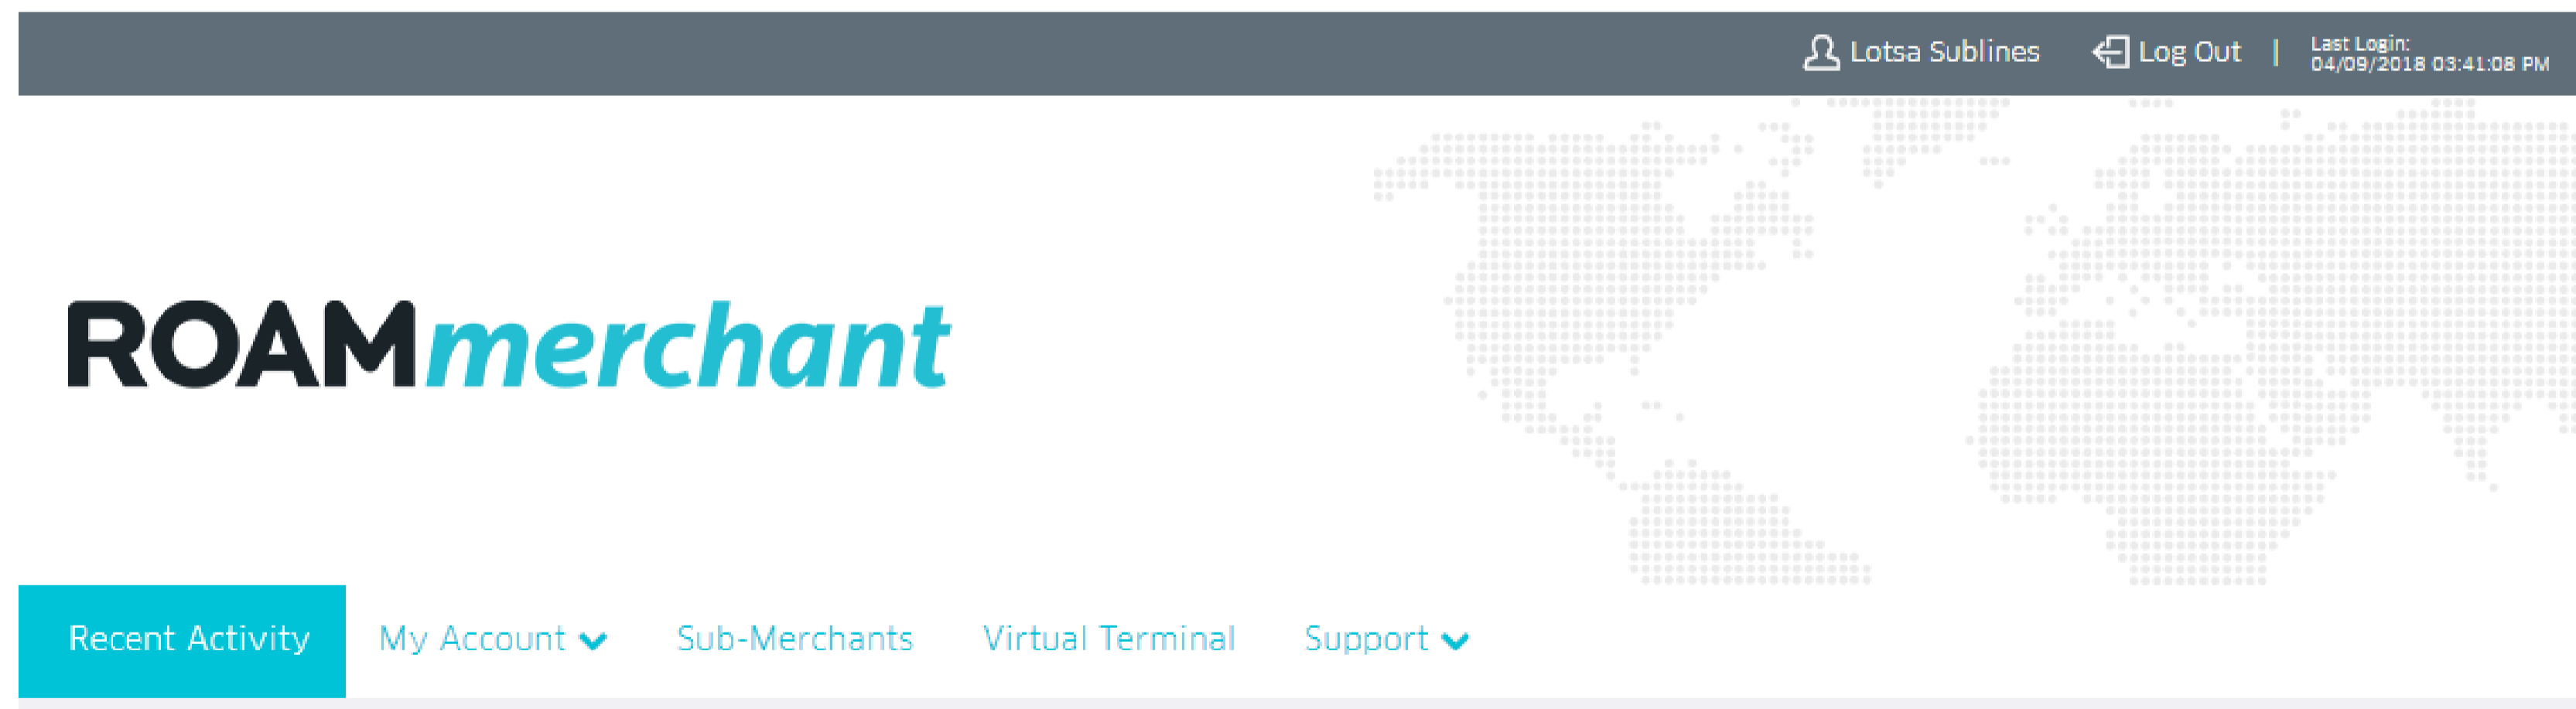 Lotsa Sublines Log Out | Last Login:
04/09/2018 03:41:08 PM
ROAMmerchant
Recent Activity My Account Sub-Merchants Virtual Terminal Support